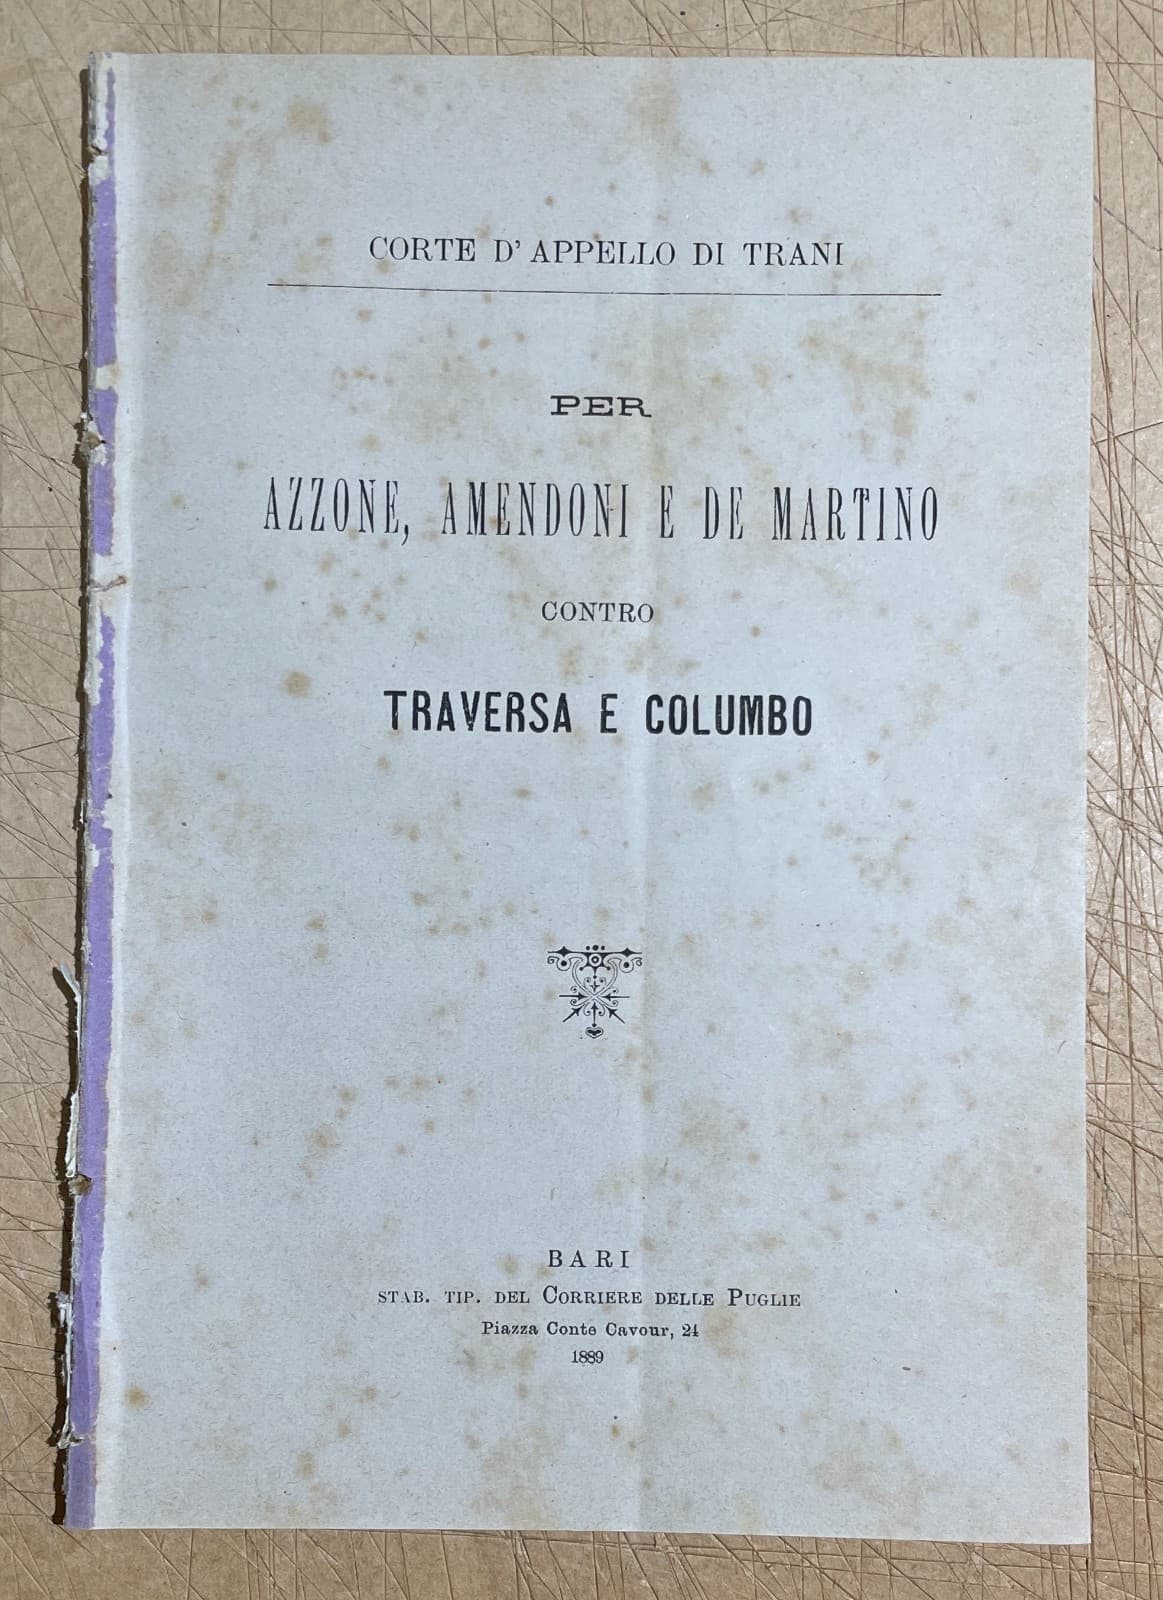 CORTE D' APPELLO DI TRANI
PER
AZZONE, AMENDONI E DE MARTINO
CONTRO
TRAVERSA E COLUMBO
BARI
STAB. TIP. DEL CORRIERE DELLE PUGLIE
Piazza Conte Cavour, 24
1889